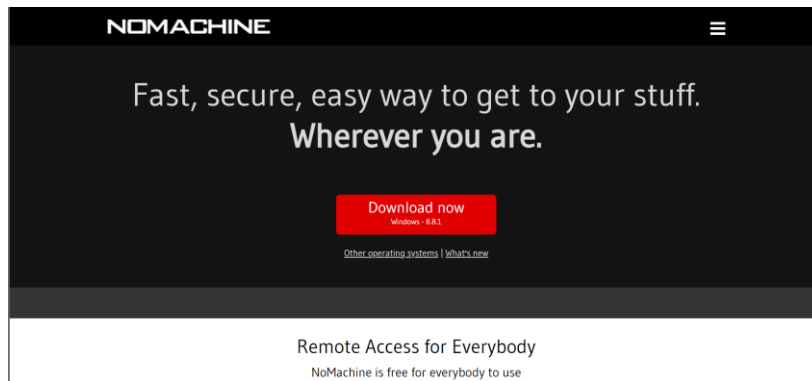 NOMACHINE
Fast, secure, easy way to get to your stuff.
Wherever you are.
Download now
Windows - 8.8.1
Other operating systems | What's new
Remote Access for Everybody
NoMachine is free for everybody to use